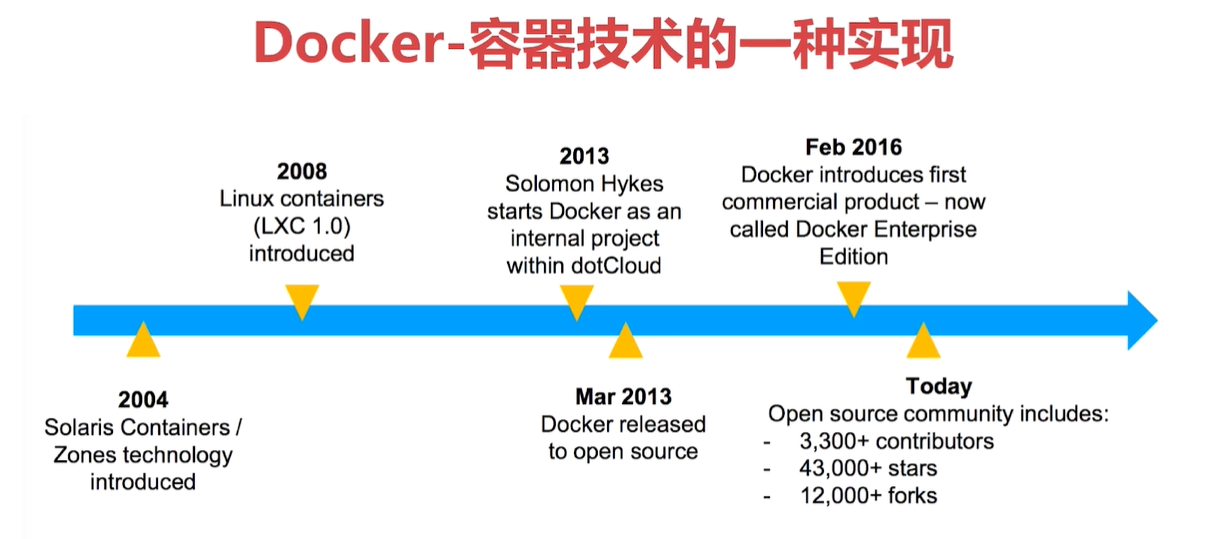 Docker-容器技术的一种实现
2008
Linux containers
(LXC 1.0)
introduced
2013
Solomon Hykes
starts Docker as an
internal project
within dotCloud
Feb 2016
Docker introduces first
commercial product – now
called Docker Enterprise
Edition
2004
Solaris Containers /
Zones technology
introduced
Mar 2013
Docker released
to open source
Today
Open source community includes:
- 3,300+ contributors
- 43,000+ stars
- 12,000+ forks